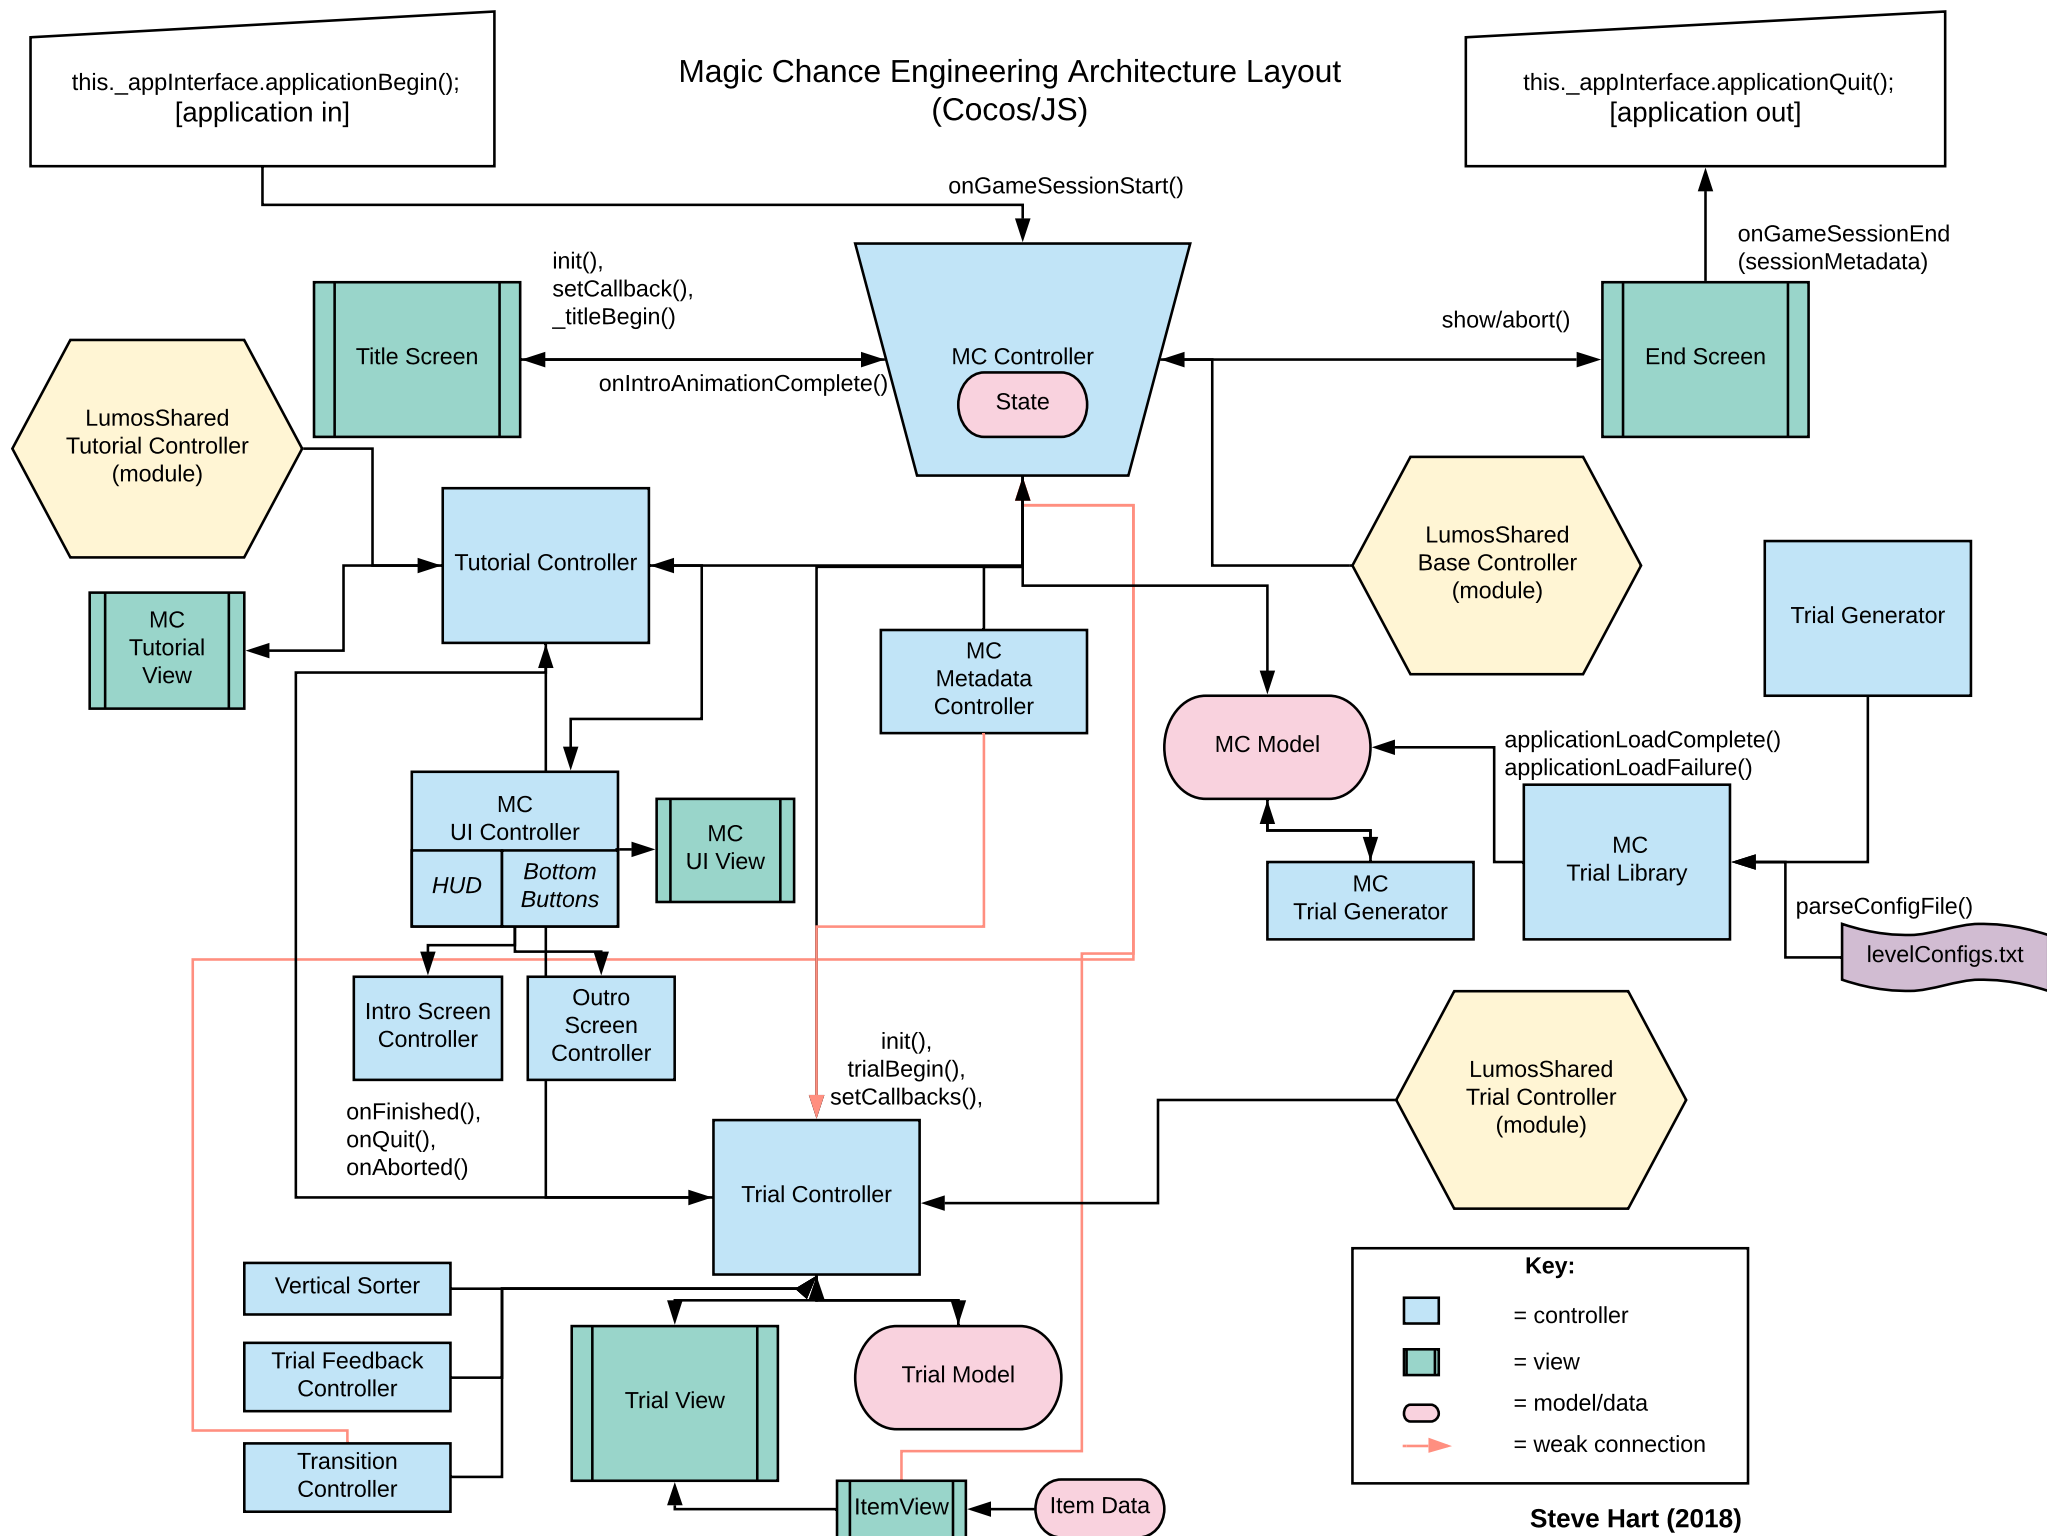 this._appInterface.applicationBegin();
[application in]
Magic Chance Engineering Architecture Layout
(Cocos/JS)
this._appInterface.applicationQuit();
[application out]
onGameSessionStart()
onGameSessionEnd
(sessionMetadata)
init(),
setCallback(),
_titleBegin()
show/abort()
Title Screen
onIntroAnimationComplete()
MC Controller
State
End Screen
LumosShared
Tutorial Controller
(module)
Tutorial Controller
LumosShared
Base Controller
(module)
Trial Generator
MC
Tutorial
View
MC
Metadata
Controller
MC Model
applicationLoadComplete()
applicationLoadFailure()
MC
UI Controller
HUD
Bottom
Buttons
MC
UI View
MC
Trial Generator
MC
Trial Library
parseConfigFile()
levelConfigs.txt
Intro Screen
Controller
Outro
Screen
Controller
init(),
trialBegin(),
setCallbacks(),
LumosShared
Trial Controller
(module)
onFinished(),
onQuit(),
onAborted()
Trial Controller
Vertical Sorter
Trial Feedback
Controller
Transition
Controller
Trial View
Trial Model
ItemView
Item Data
Key:
= controller
= view
= model/data
= weak connection
Steve Hart (2018)